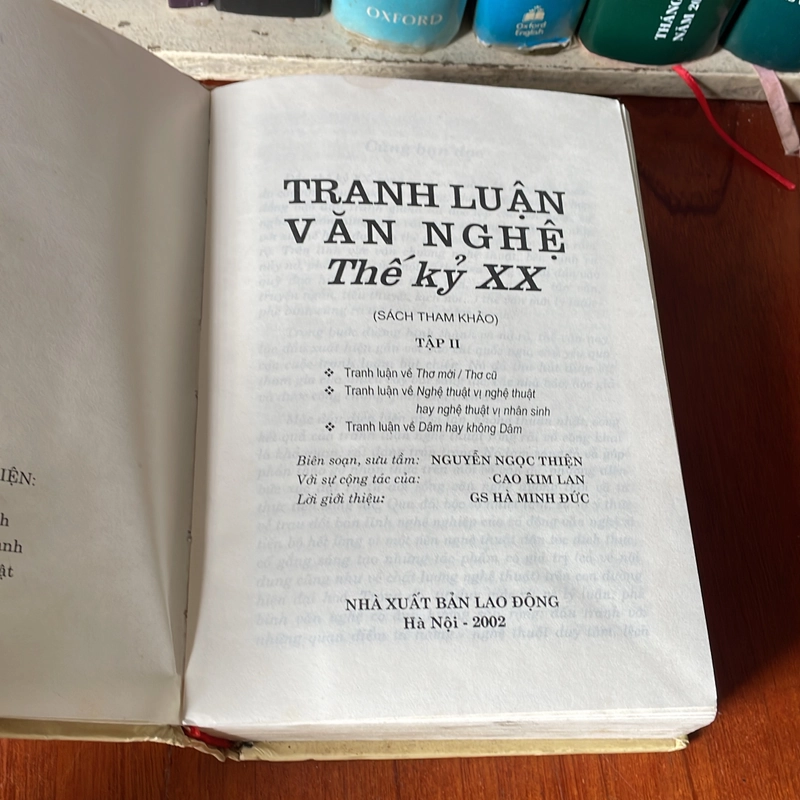 OXFORD
Oxford
English
THÁNG
TRANH LUẬN
VĂN NGHỆ
Thế kỷ XX
(SÁCH THAM KHẢO)
TẬP II
❖ Tranh luận về Thơ mới / Thơ cũ
❖ Tranh luận về Nghệ thuật vị nghệ thuật
hay nghệ thuật vị nhân sinh
❖ Tranh luận về Dâm hay không Dâm
Biên soạn, sưu tầm: NGUYỄN NGỌC THIỆN
Với sự cộng tác của: CAO KIM LAN
Lời giới thiệu: GS HÀ MINH ĐỨC
NHÀ XUẤT BẢN LAO ĐỘNG
Hà Nội - 2002